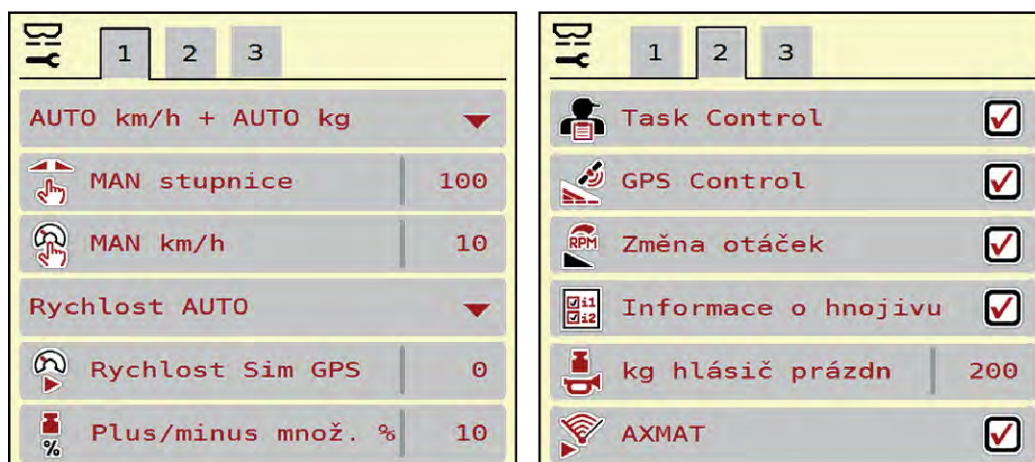 1 2 3
AUTO km/h + AUTO kg
MAN stupnice 100
MAN km/h 10
Rychlost AUTO
Rychlost Sim GPS 0
% Plus/minus množ. % 10
1 2 3
Task Control
GPS Control
RPM Změna otáček
i1 i2 Informace o hnojivu
kg hlásič prázdn 200
AXMAT